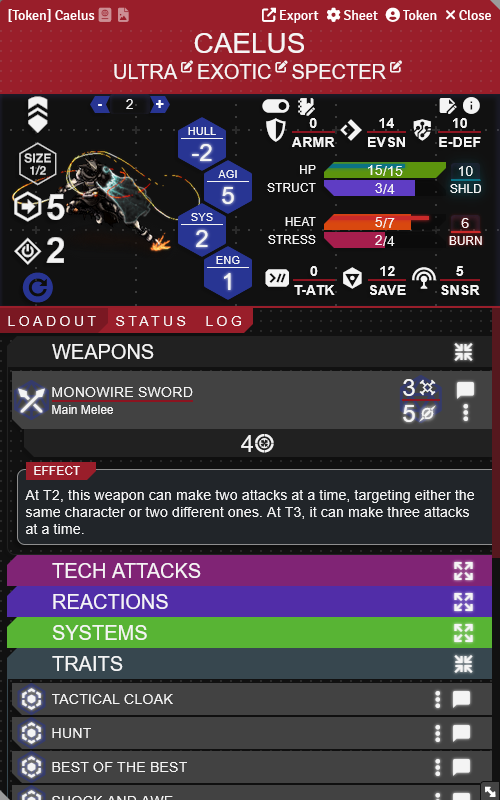 [Token] Caelus Export Sheet Token Close
CAELUS
ULTRA EXOTIC SPECTER
- 2 +
SIZE
1/2
5
2
HULL
-2
AGI
5
SYS
2
ENG
1
0
ARMR
14
EVSN
10
E-DEF
HP 15/15
STRUCT 3/4
10
SHLD
HEAT 5/7
STRESS 2/4
6
BURN
0
T-ATK
12
SAVE
5
SNSR
LOADOUT STATUS LOG
WEAPONS
MONOWIRE SWORD
Main Melee
3
5
4
EFFECT
At T2, this weapon can make two attacks at a time, targeting either the
same character or two different ones. At T3, it can make three attacks
at a time.
TECH ATTACKS
REACTIONS
SYSTEMS
TRAITS
TACTICAL CLOAK
HUNT
BEST OF THE BEST
SHOCK AND AWE